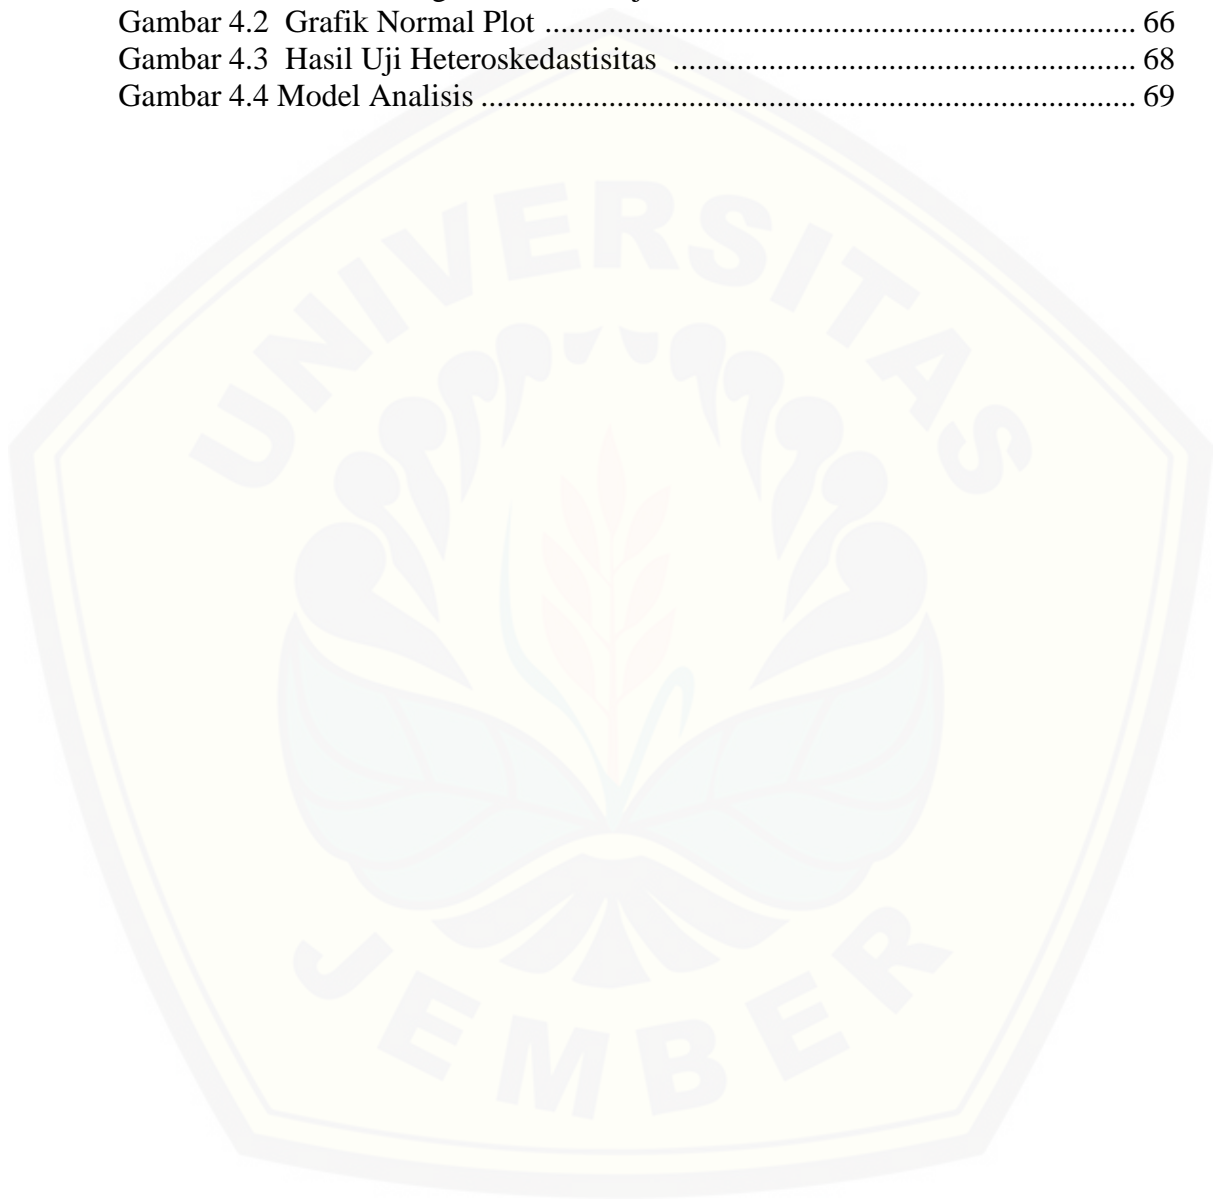 Gambar 4.2  Grafik Normal Plot ........................................................................... 66
Gambar 4.3  Hasil Uji Heteroskedastisitas  .......................................................... 68
Gambar 4.4 Model Analisis ................................................................................... 69
UNIVERSITAS
JEMBER